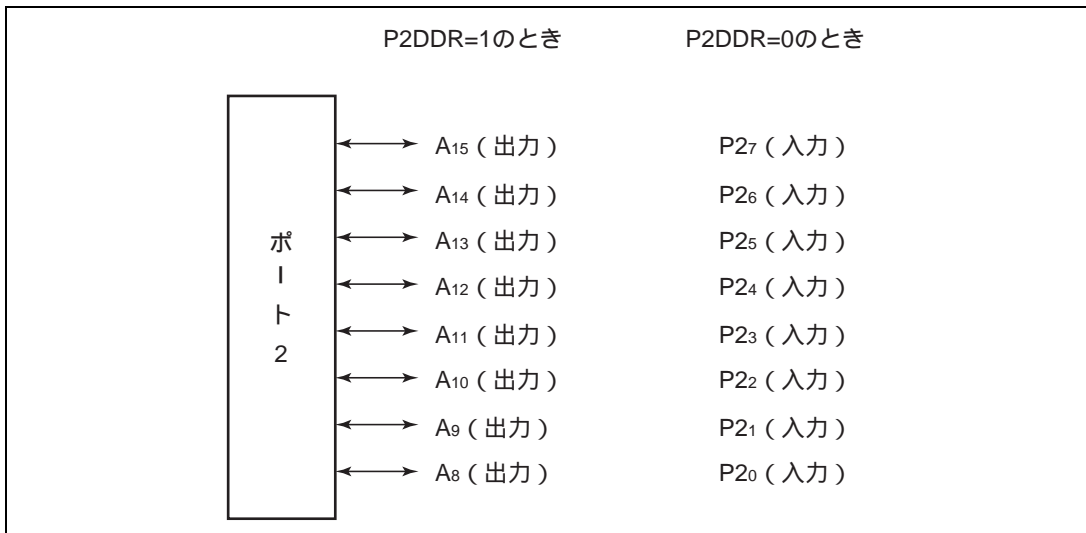 P2DDR=1のとき P2DDR=0のとき
ポート2
A15（出力） P27（入力）
A14（出力） P26（入力）
A13（出力） P25（入力）
A12（出力） P24（入力）
A11（出力） P23（入力）
A10（出力） P22（入力）
A9（出力） P21（入力）
A8（出力） P20（入力）